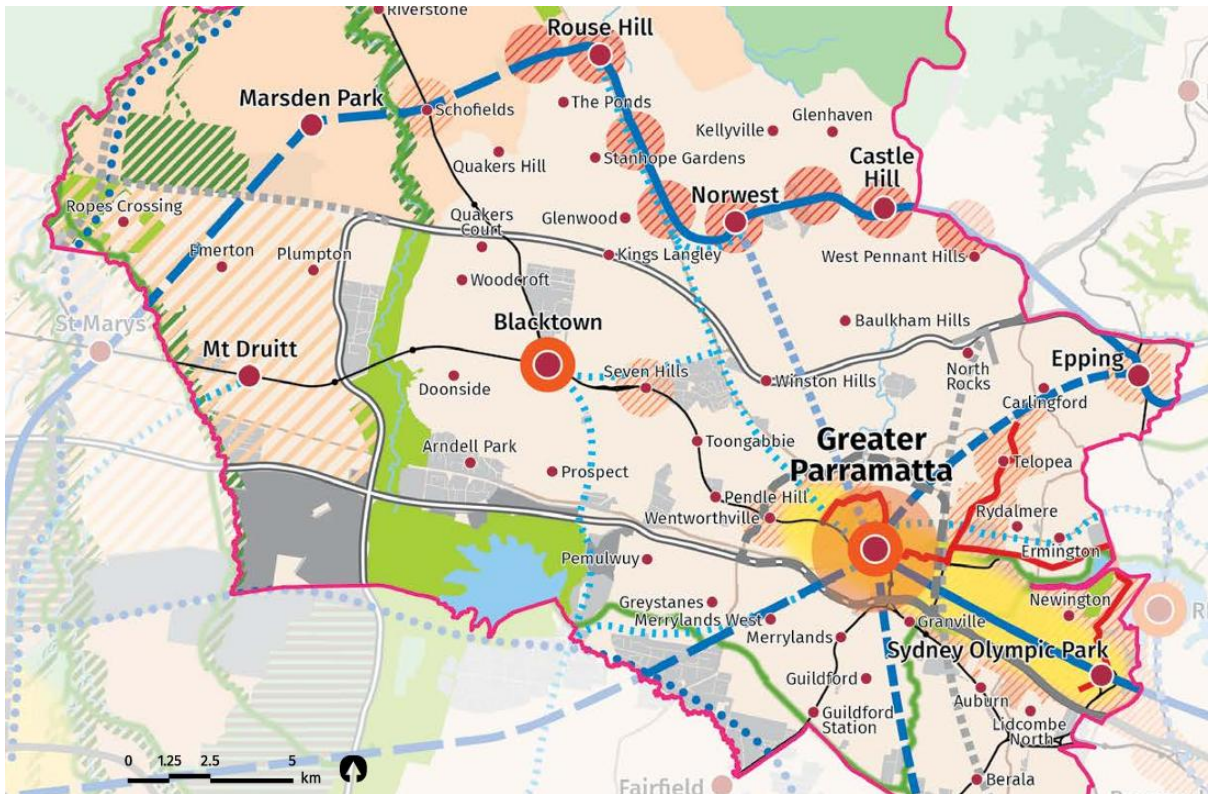 Riverstone
Rouse Hill
Marsden Park
Schofields
The Ponds
Kellyville
Glenhaven
Quakers Hill
Stanhope Gardens
Castle
Hill
Norwest
Ropes Crossing
Quakers
Court
Glenwood
Emerton
Plumpton
Kings Langley
West Pennant Hills
Woodcroft
St Marys
Blacktown
Baulkham Hills
Mt Druitt
Epping
Doonside
Seven Hills
Winston Hills
North
Rocks
Carlingford
Arndell Park
Toongabbie
Greater
Parramatta
Prospect
Telopea
Pendle Hill
Wentworthville
Rydalmere
Ermington
Pemulwuy
Greystanes
Newington
Merrylands West
Merrylands
Granville
Sydney Olympic Park
Guildford
Auburn
Guildford
Station
Lidcombe
North
0 1.25 2.5 5
km
Fairfield
Berala